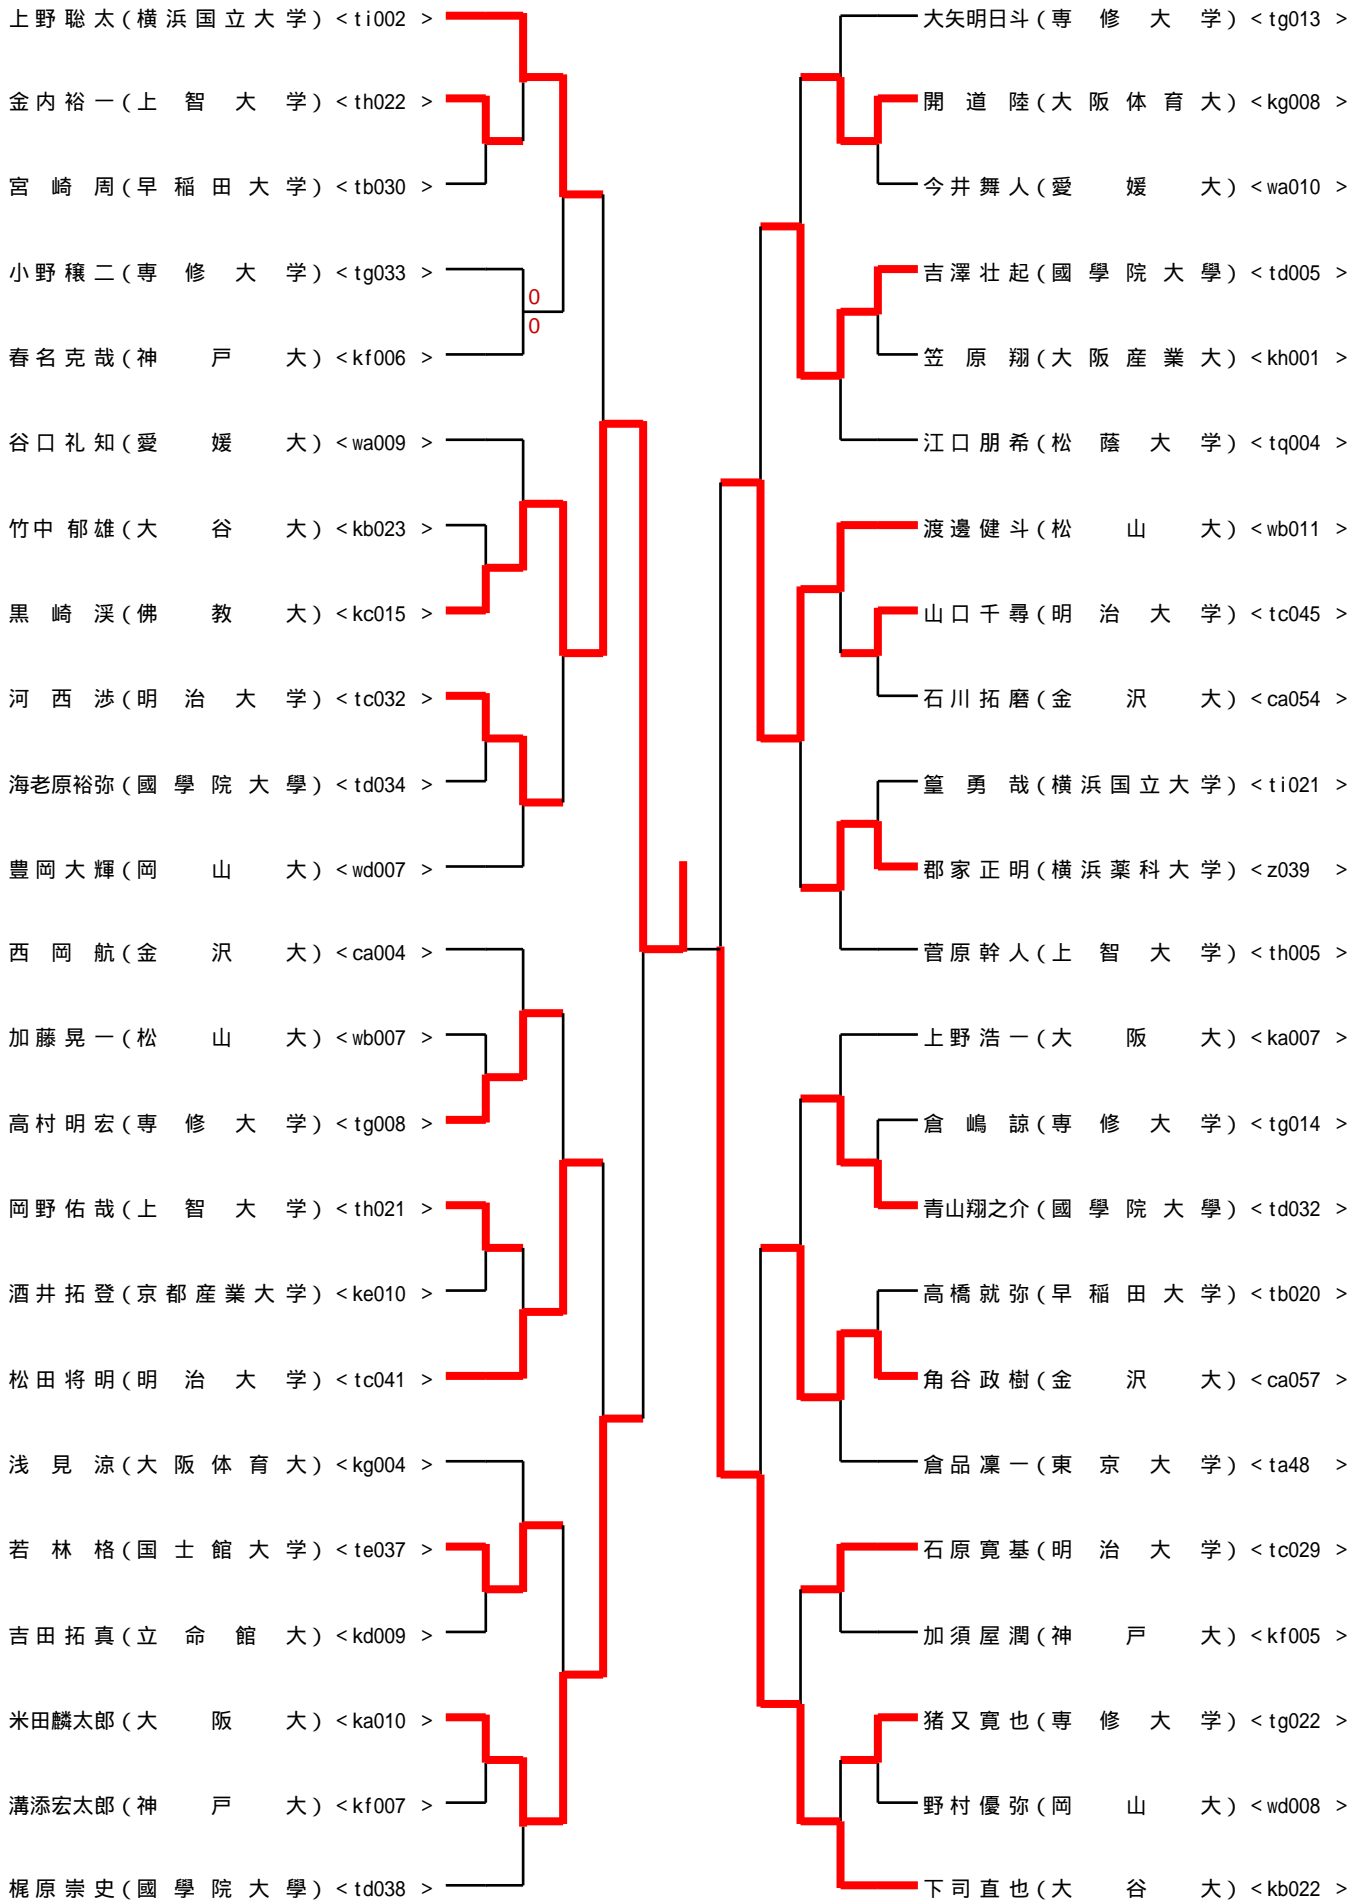 上野聡太(横浜国立大学) <ti002 >
金内裕一(上智大学) <th022 >
宮崎周(早稲田大学) <tb030 >
小野穣二(専修大学) <tg033 >
0
0
春名克哉(神戸大) <kf006 >
谷口礼知(愛媛大) <wa009 >
竹中郁雄(大谷大) <kb023 >
黒崎渓(佛教大) <kc015 >
河西渉(明治大学) <tc032 >
海老原裕弥(國學院大學) <td034 >
豊岡大輝(岡山大) <wd007 >
西岡航(金沢大) <ca004 >
加藤晃一(松山大) <wb007 >
高村明宏(専修大学) <tg008 >
岡野佑哉(上智大学) <th021 >
酒井拓登(京都産業大学) <ke010 >
松田将明(明治大学) <tc041 >
浅見涼(大阪体育大) <kg004 >
若林格(国士館大学) <te037 >
吉田拓真(立命館大) <kd009 >
米田麟太郎(大阪大) <ka010 >
溝添宏太郎(神戸大) <kf007 >
梶原崇史(國學院大學) <td038 >
大矢明日斗(専修大学) <tg013 >
開道陸(大阪体育大) <kg008 >
今井舞人(愛媛大) <wa010 >
吉澤壮起(國學院大學) <td005 >
笠原翔(大阪産業大) <kh001 >
江口朋希(松蔭大学) <tq004 >
渡邊健斗(松山大) <wb011 >
山口千尋(明治大学) <tc045 >
石川拓磨(金沢大) <ca054 >
篁勇哉(横浜国立大学) <ti021 >
郡家正明(横浜薬科大学) <z039 >
菅原幹人(上智大学) <th005 >
上野浩一(大阪大) <ka007 >
倉嶋諒(専修大学) <tg014 >
青山翔之介(國學院大學) <td032 >
高橋就弥(早稲田大学) <tb020 >
角谷政樹(金沢大) <ca057 >
倉品凜一(東京大学) <ta48 >
石原寛基(明治大学) <tc029 >
加須屋潤(神戸大) <kf005 >
猪又寛也(専修大学) <tg022 >
野村優弥(岡山大) <wd008 >
下司直也(大谷大) <kb022 >